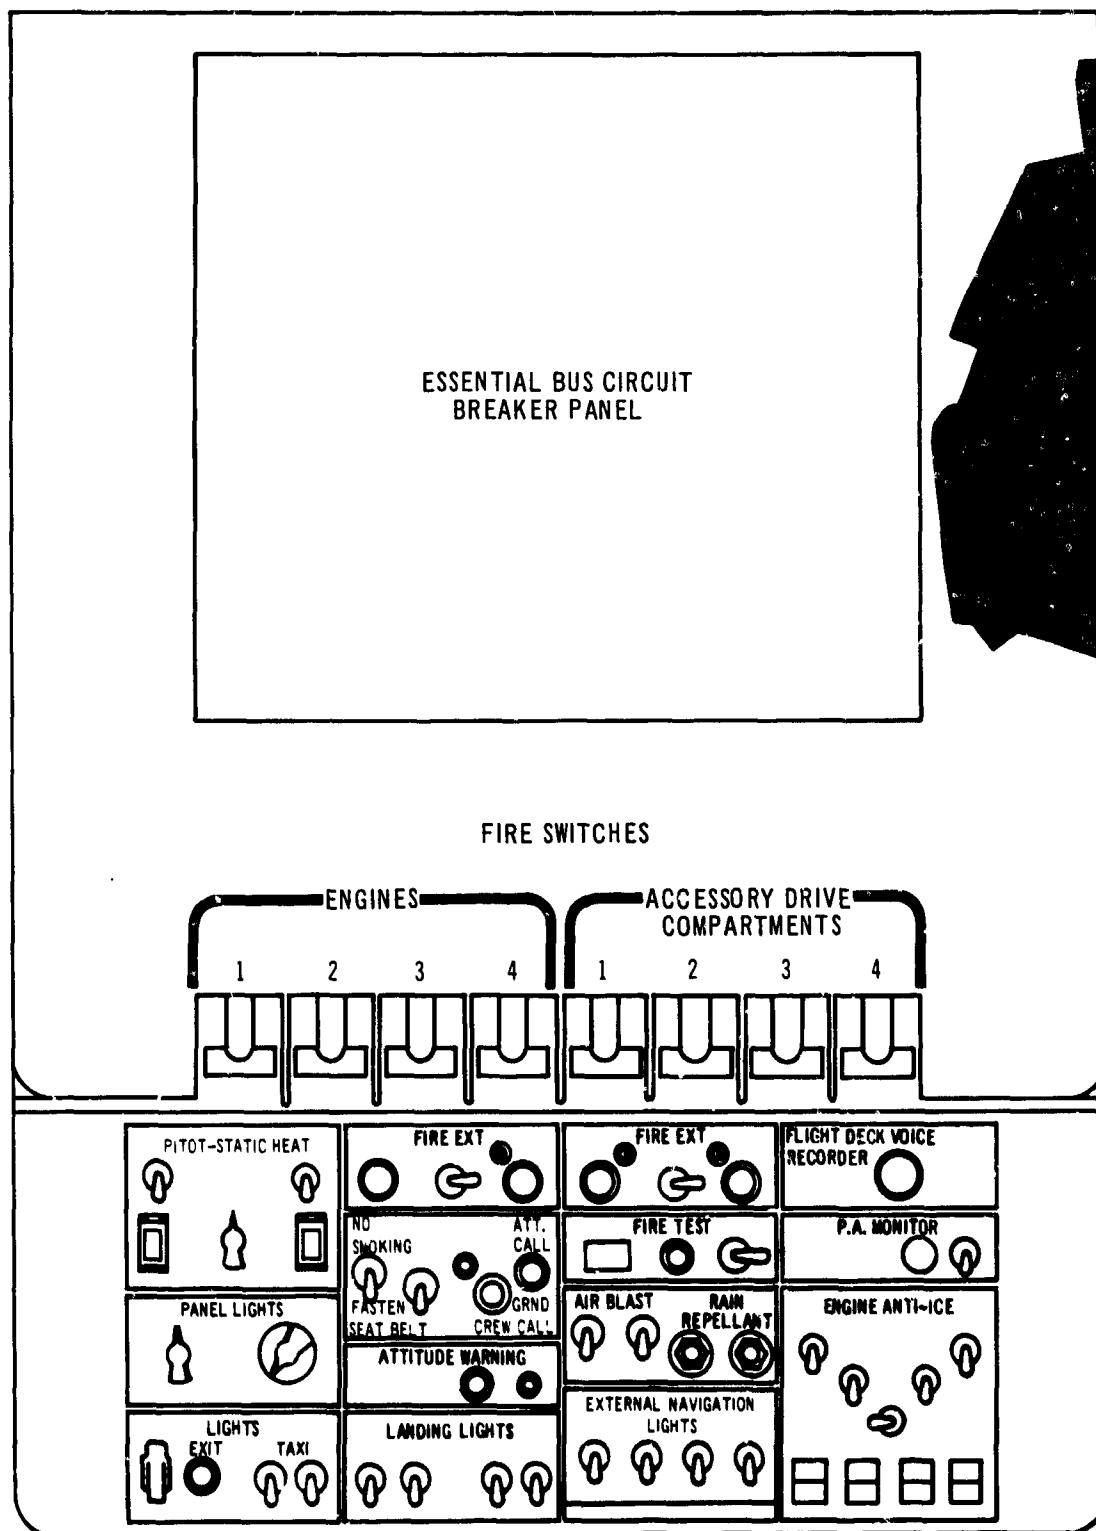 ESSENTIAL BUS CIRCUIT
BREAKER PANEL
FIRE SWITCHES
ENGINES
ACCESSORY DRIVE
COMPARTMENTS
1 2 3 4 1 2 3 4
PITOT-STATIC HEAT
FIRE EXT
FIRE EXT
FLIGHT DECK VOICE
RECORDER
NO
SMOKING
ATT.
CALL
FASTEN
SEAT BELT
GRND
CREW CALL
FIRE TEST
P.A. MONITOR
PANEL LIGHTS
ATTITUDE WARNING
AIR BLAST
RAIN
REPELLANT
ENGINE ANTI-ICE
LIGHTS
EXIT
TAXI
LANDING LIGHTS
EXTERNAL NAVIGATION
LIGHTS